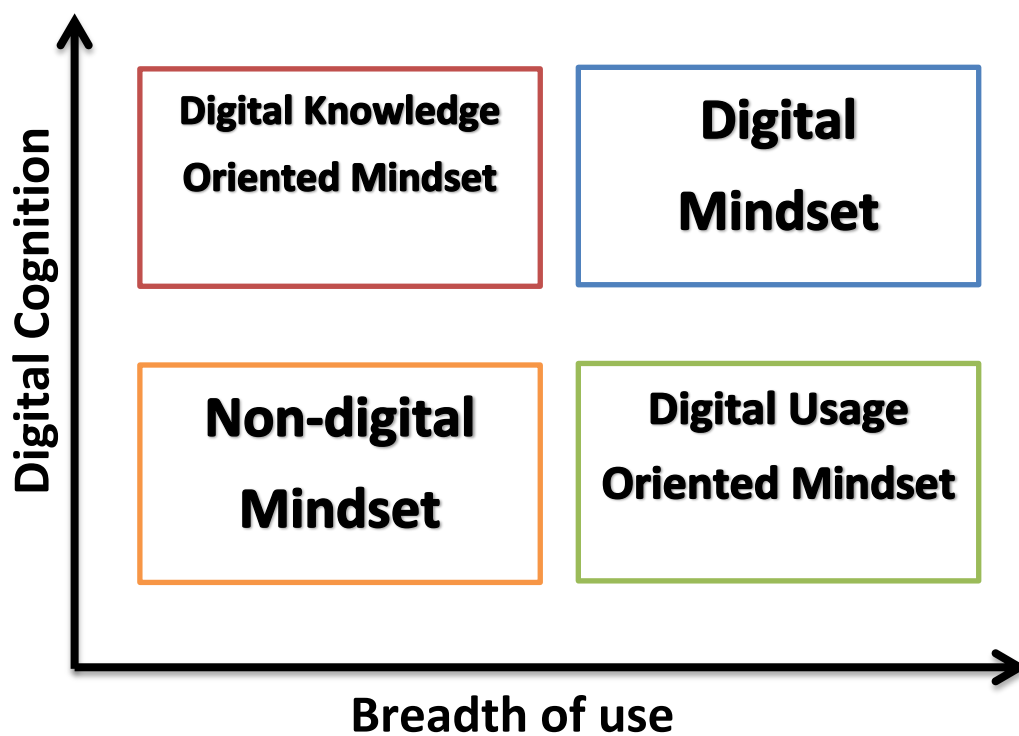 Digital Cognition
Digital Knowledge
Oriented Mindset
Digital
Mindset
Non-digital
Mindset
Digital Usage
Oriented Mindset
Breadth of use